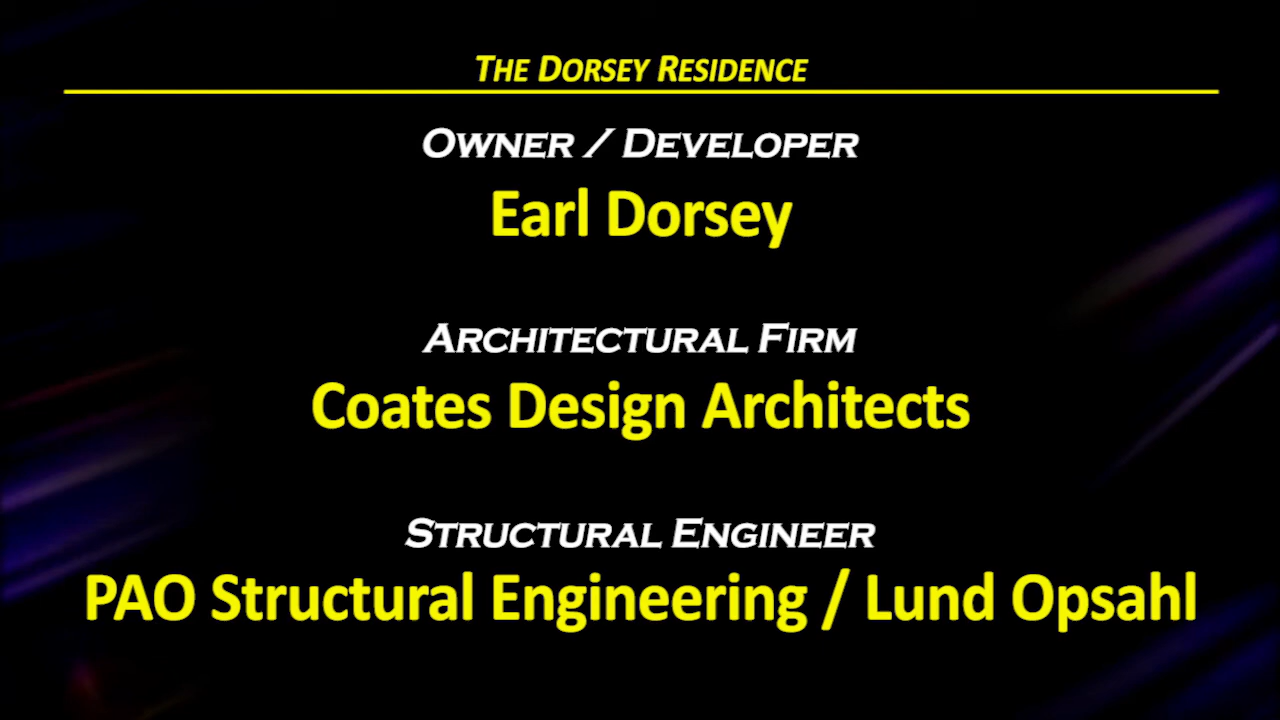 The Dorsey Residence
Owner / Developer
Earl Dorsey
Architectural Firm
Coates Design Architects
Structural Engineer
PAO Structural Engineering / Lund Opsahl